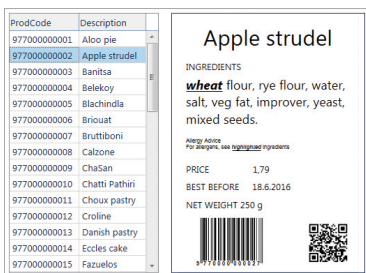 ProdCode Description
977000000001 Aloo pie
977000000002 Apple strudel
977000000003 Banitsa
977000000004 Belekoy
977000000005 Blachindla
977000000006 Briouat
977000000007 Bruttiboni
977000000008 Calzone
977000000009 ChaSan
977000000010 Chatti Pathiri
977000000011 Choux pastry
977000000012 Croline
977000000013 Danish pastry
977000000014 Eccles cake
977000000015 Fazuelos
Apple strudel
INGREDIENTS
wheat flour, rye flour, water,
salt, veg fat, improver, yeast,
mixed seeds.
Allergy Advice
For allergens, see highlighted ingredients
PRICE 1,79
BEST BEFORE 18.6.2016
NET WEIGHT 250 g
9 770000 000027